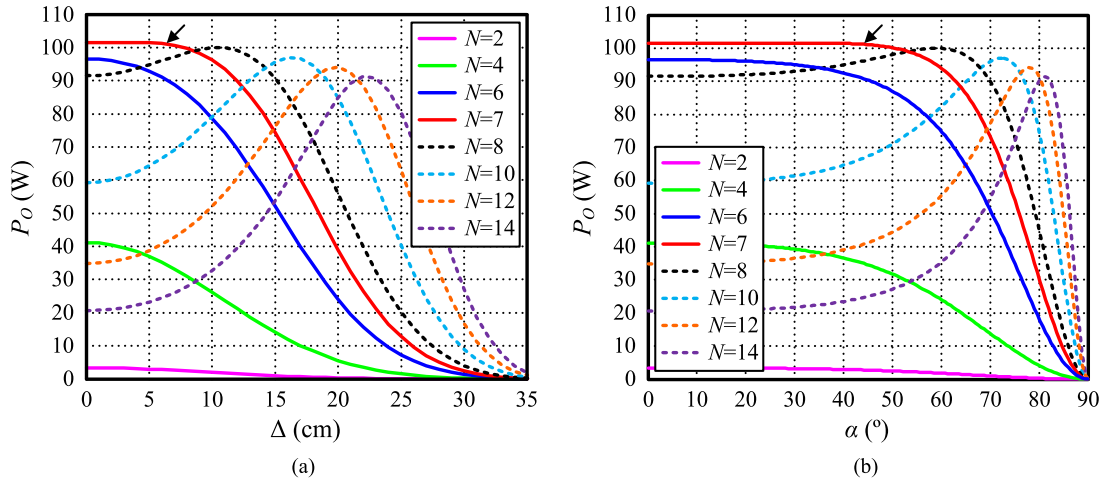 110
100
90
80
70
60
50
40
30
20
10
0
P_O (W)
0 5 10 15 20 25 30 35
Δ (cm)
N=2
N=4
N=6
N=7
N=8
N=10
N=12
N=14
(a)
110
100
90
80
70
60
50
40
30
20
10
0
P_O (W)
N=2
N=4
N=6
N=7
N=8
N=10
N=12
N=14
0 10 20 30 40 50 60 70 80 90
α (º)
(b)